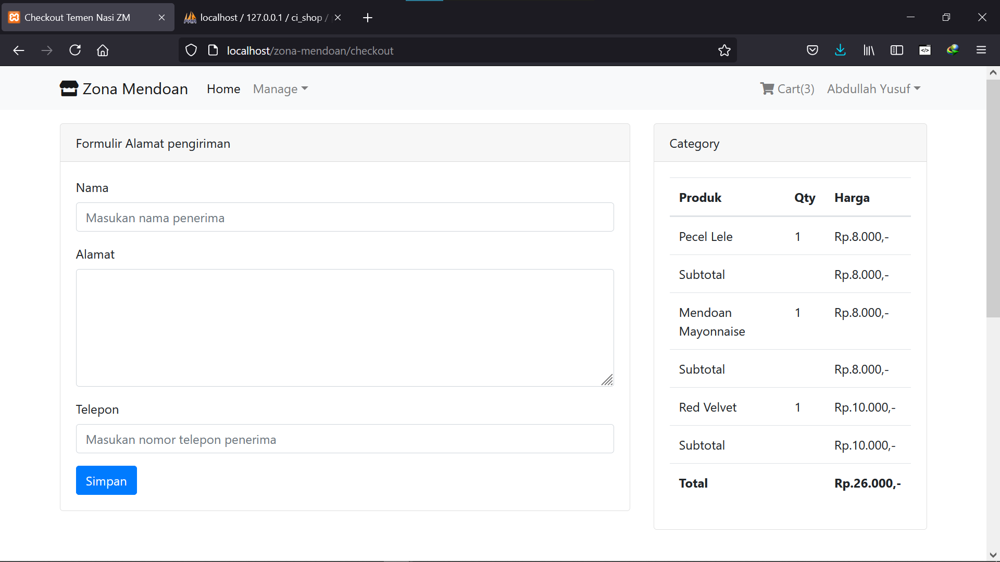 Checkout Temen Nasi ZM
localhost / 127.0.0.1 / ci_shop /
localhost/zona-mendoan/checkout
Zona Mendoan
Home
Manage
Cart(3)
Abdullah Yusuf
Formulir Alamat pengiriman
Nama
Masukan nama penerima
Alamat
Telepon
Masukan nomor telepon penerima
Simpan
Category
Produk Qty Harga
Pecel Lele 1 Rp.8.000,-
Subtotal Rp.8.000,-
Mendoan 1 Rp.8.000,-
Mayonnaise
Subtotal Rp.8.000,-
Red Velvet 1 Rp.10.000,-
Subtotal Rp.10.000,-
Total Rp.26.000,-